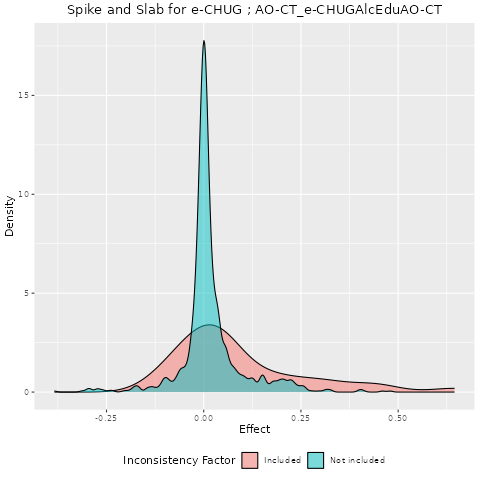 Spike and Slab for e-CHUG ; AO-CT_e-CHUGAlcEduAO-CT
Density
15
10
5
0
-0.25 0.00 0.25 0.50
Effect
Inconsistency Factor Included Not included